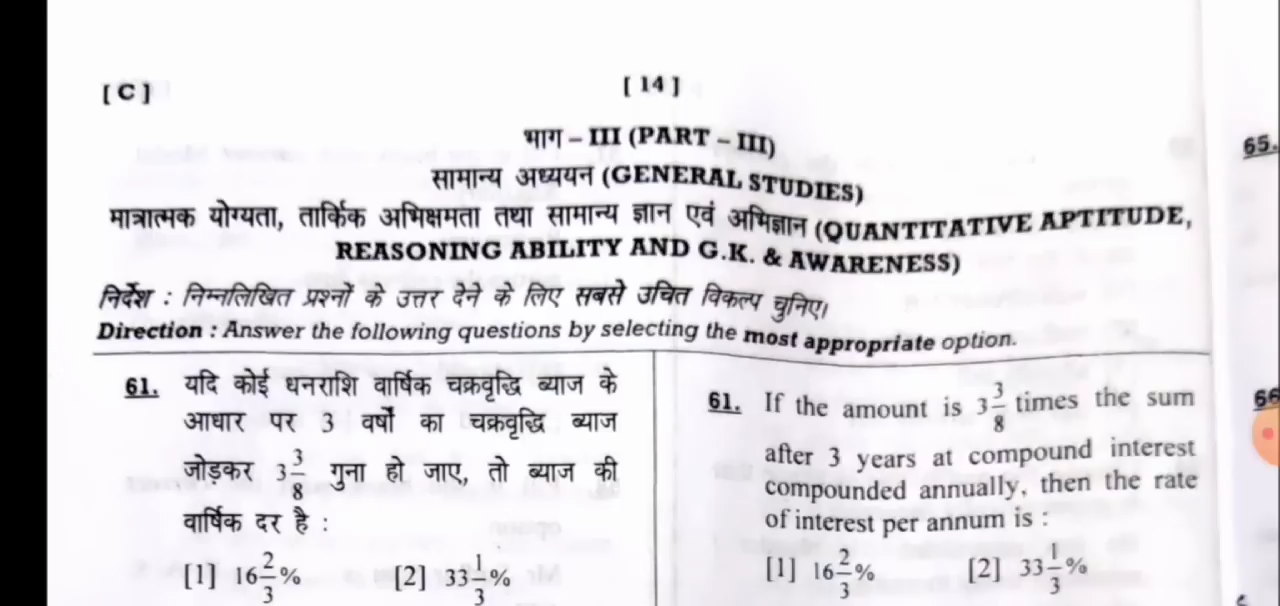 [ C ]
[ 14 ]
भाग – III (PART – III)
सामान्य अध्ययन (GENERAL STUDIES)
मात्रात्मक योग्यता, तार्किक अभिक्षमता तथा सामान्य ज्ञान एवं अभिज्ञान (QUANTITATIVE APTITUDE,
REASONING ABILITY AND G.K. & AWARENESS)
निर्देश : निम्नलिखित प्रश्नों के उत्तर देने के लिए सबसे उचित विकल्प चुनिए।
Direction : Answer the following questions by selecting the most appropriate option.
61. यदि कोई धनराशि वार्षिक चक्रवृद्धि ब्याज के
आधार पर 3 वर्षों का चक्रवृद्धि ब्याज
जोड़कर 3 3/8 गुना हो जाए, तो ब्याज की
वार्षिक दर है :
[1] 16 2/3 % [2] 33 1/3 %
61. If the amount is 3 3/8 times the sum
after 3 years at compound interest
compounded annually, then the rate
of interest per annum is :
[1] 16 2/3 % [2] 33 1/3 %
65.
66